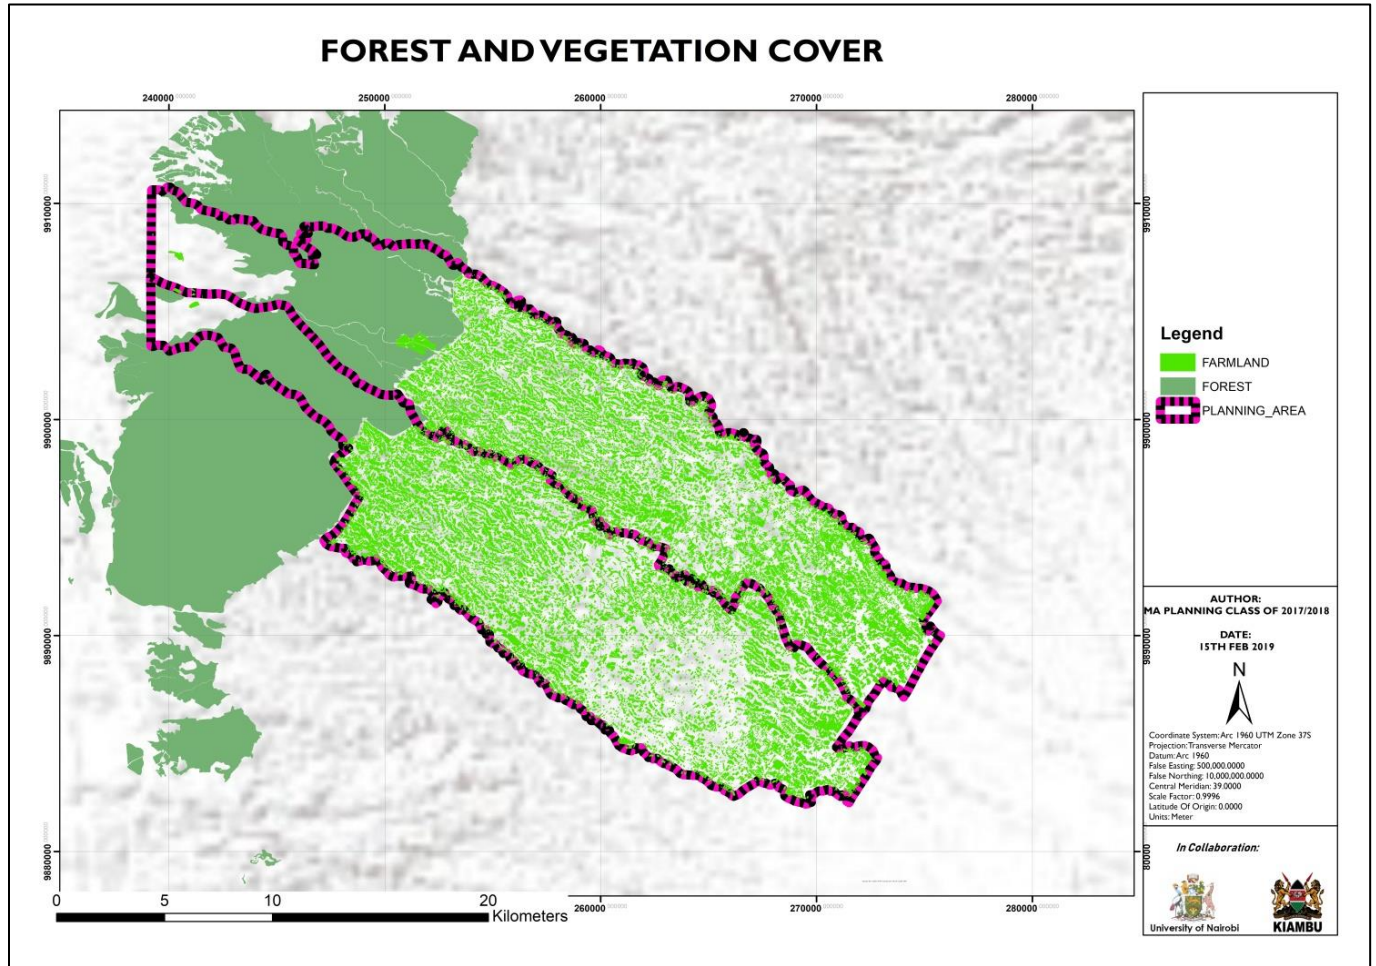 FOREST AND VEGETATION COVER
240000 250000 260000 270000 280000
9910000 9910000
9900000 9900000
9890000 9890000
9880000 80000
260000 270000 280000
0 5 10 20
Kilometers
Legend
FARMLAND
FOREST
PLANNING_AREA
AUTHOR:
MA PLANNING CLASS OF 2017/2018
DATE:
15TH FEB 2019
N
Coordinate System: Arc 1960 UTM Zone 37S
Projection: Transverse Mercator
Datum: Arc 1960
False Easting: 500,000.0000
False Northing: 10,000,000.0000
Central Meridian: 39.0000
Scale Factor: 0.9996
Latitude Of Origin: 0.0000
Units: Meter
In Collaboration:
University of Nairobi
KIAMBU